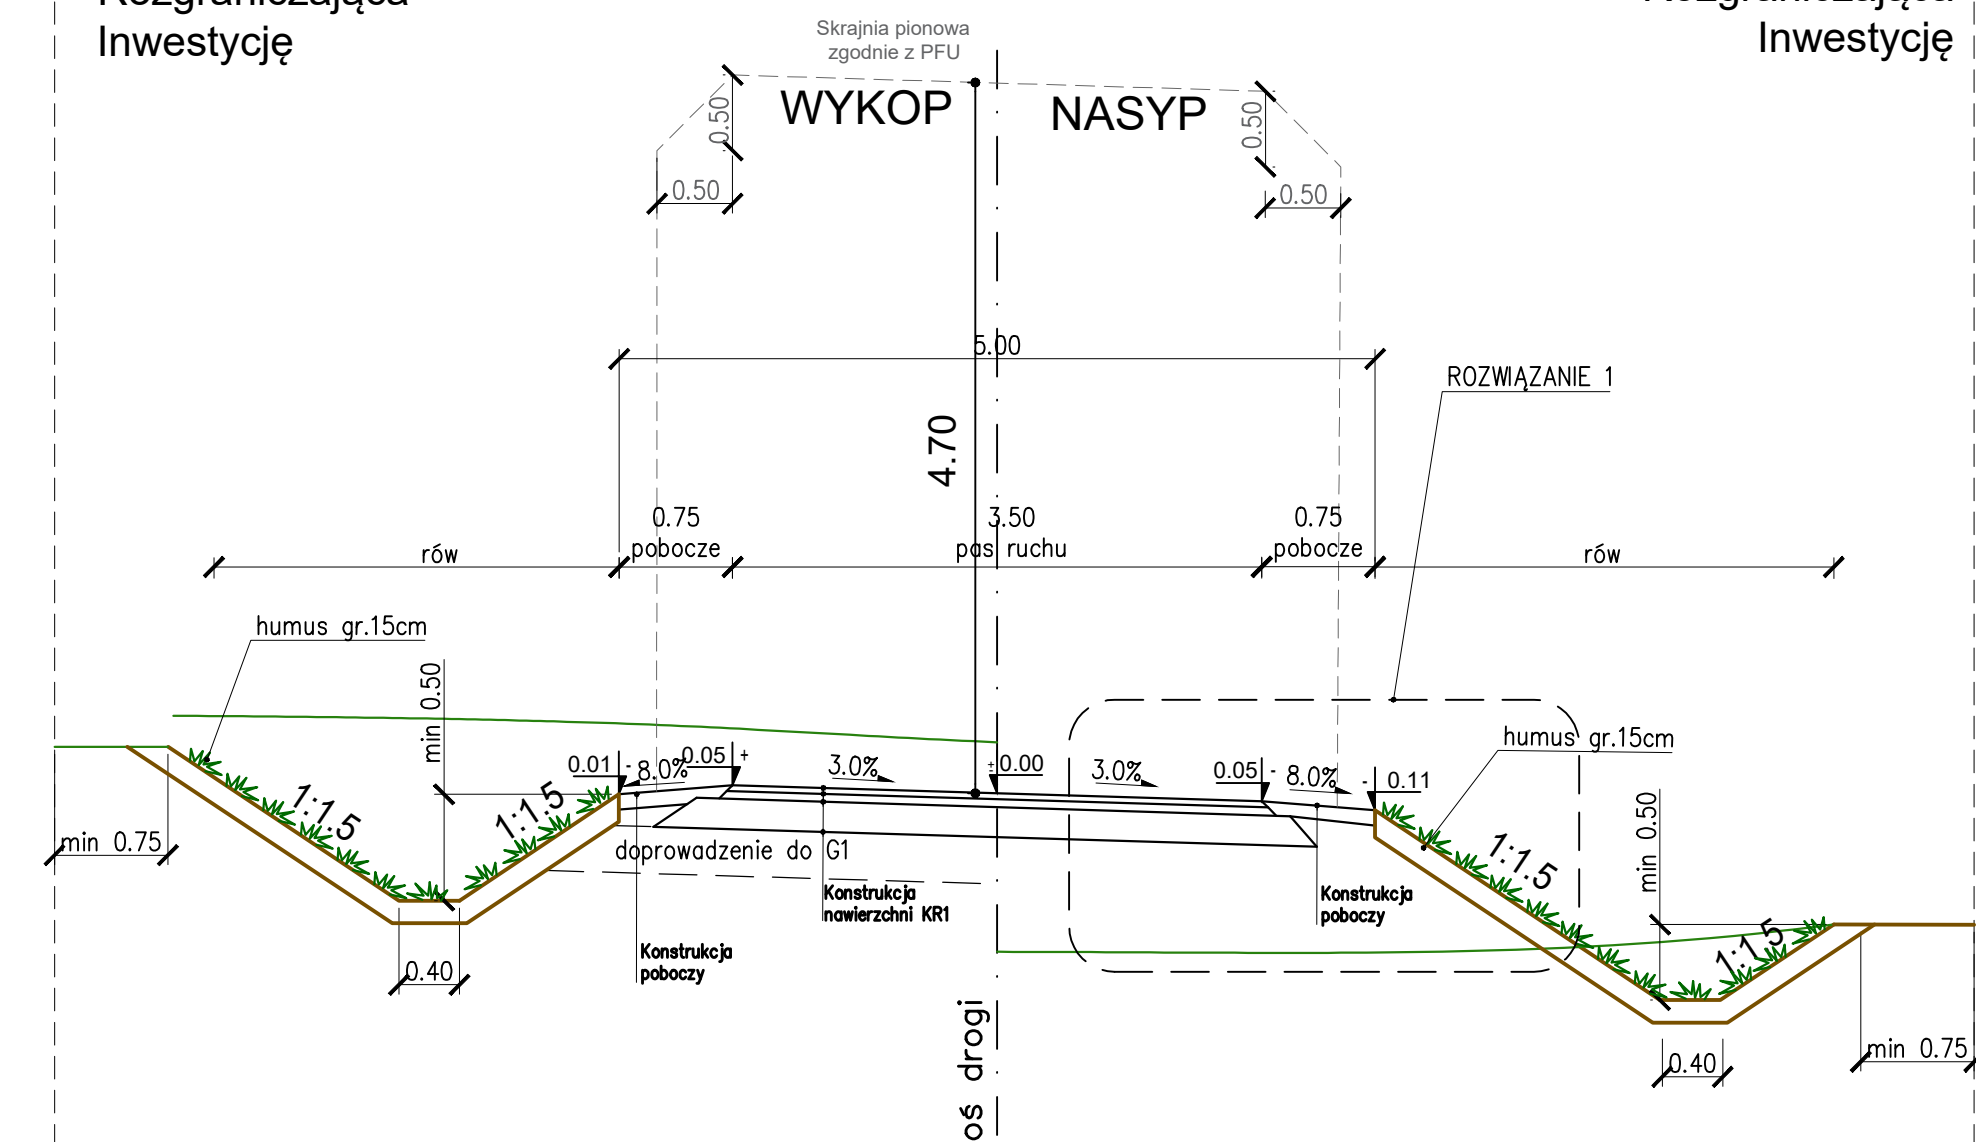 Rozgraniczająca
Inwestycję
Rozgraniczająca
Inwestycję
Skrajnia pionowa
zgodnie z PFU
WYKOP
NASYP
0.50
0.50
0.50
0.50
5.00
4.70
ROZWIĄZANIE 1
0.75
pobocze
3.50
pas ruchu
0.75
pobocze
rów
rów
humus gr.15cm
min 0.50
0.01 -
8.0%
0.05 +
3.0%
± 0.00
3.0%
0.05 -
8.0%
- 0.11
humus gr.15cm
1:1.5
1:1.5
min 0.75
doprowadzenie do G1
Konstrukcja
nawierzchni KR1
Konstrukcja
poboczy
Konstrukcja
poboczy
0.40
1:1.5
min 0.50
1:1.5
oś drogi
0.40
min 0.75